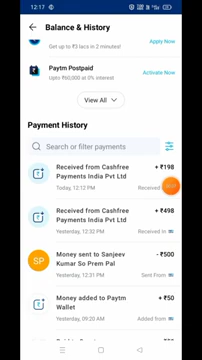 12:17
Balance & History
Get up to ₹3 lacs in 2 minutes!
Apply Now
Paytm Postpaid
Upto ₹60,000 at 0% interest
Activate Now
View All
Payment History
Search or filter payments
Received from Cashfree
Payments India Pvt Ltd
+ ₹198
Today, 12:12 PM
Received
Received from Cashfree
Payments India Pvt Ltd
+ ₹498
Yesterday, 12:32 PM
Received In
SP
Money sent to Sanjeev
Kumar So Prem Pal
- ₹500
Yesterday, 12:31 PM
Sent From
Money added to Paytm
Wallet
+ ₹50
Yesterday, 09:20 AM
Added from